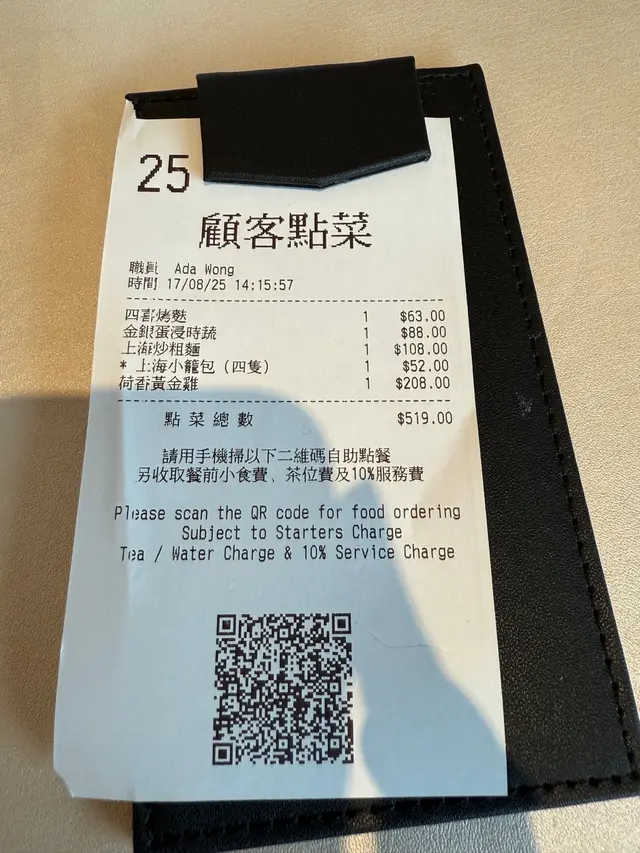 25
顧客點菜
職員 Ada Wong
時間 17/08/25 14:15:57
四喜烤麩 1 $63.00
金銀蛋浸時蔬 1 $88.00
上海炒粗麵 1 $108.00
* 上海小籠包 (四隻) 1 $52.00
荷香黃金雞 1 $208.00
點菜總數 $519.00
請用手機掃以下二維碼自助點餐
另收取餐前小食費、茶位費及10%服務費
Please scan the QR code for food ordering
Subject to Starters Charge
Tea / Water Charge & 10% Service Charge